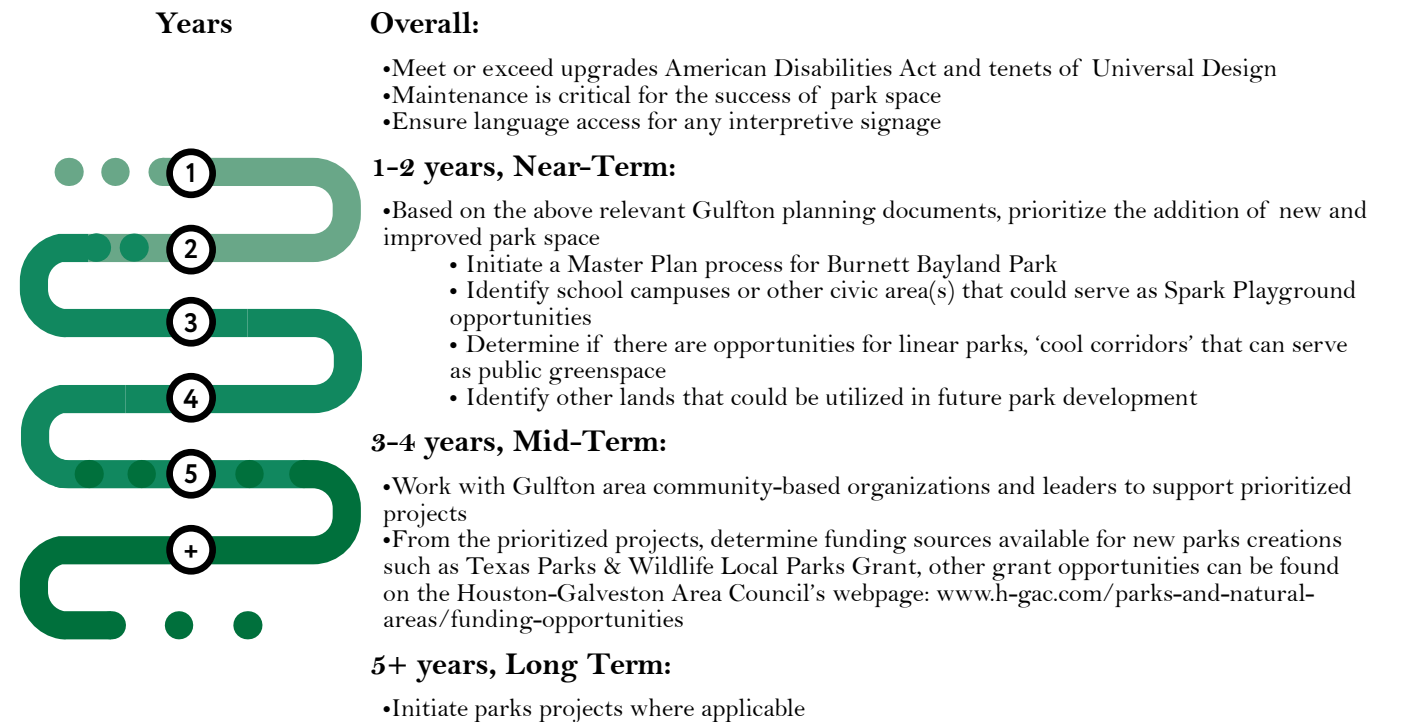 Years
Overall:
•Meet or exceed upgrades American Disabilities Act and tenets of Universal Design
•Maintenance is critical for the success of park space
•Ensure language access for any interpretive signage
1
2
3
4
5
+
1-2 years, Near-Term:
•Based on the above relevant Gulfton planning documents, prioritize the addition of new and
improved park space
• Initiate a Master Plan process for Burnett Bayland Park
• Identify school campuses or other civic area(s) that could serve as Spark Playground
opportunities
• Determine if there are opportunities for linear parks, ‘cool corridors’ that can serve
as public greenspace
• Identify other lands that could be utilized in future park development
3-4 years, Mid-Term:
•Work with Gulfton area community-based organizations and leaders to support prioritized
projects
•From the prioritized projects, determine funding sources available for new parks creations
such as Texas Parks & Wildlife Local Parks Grant, other grant opportunities can be found
on the Houston-Galveston Area Council’s webpage: www.h-gac.com/parks-and-natural-
areas/funding-opportunities
5+ years, Long Term:
•Initiate parks projects where applicable